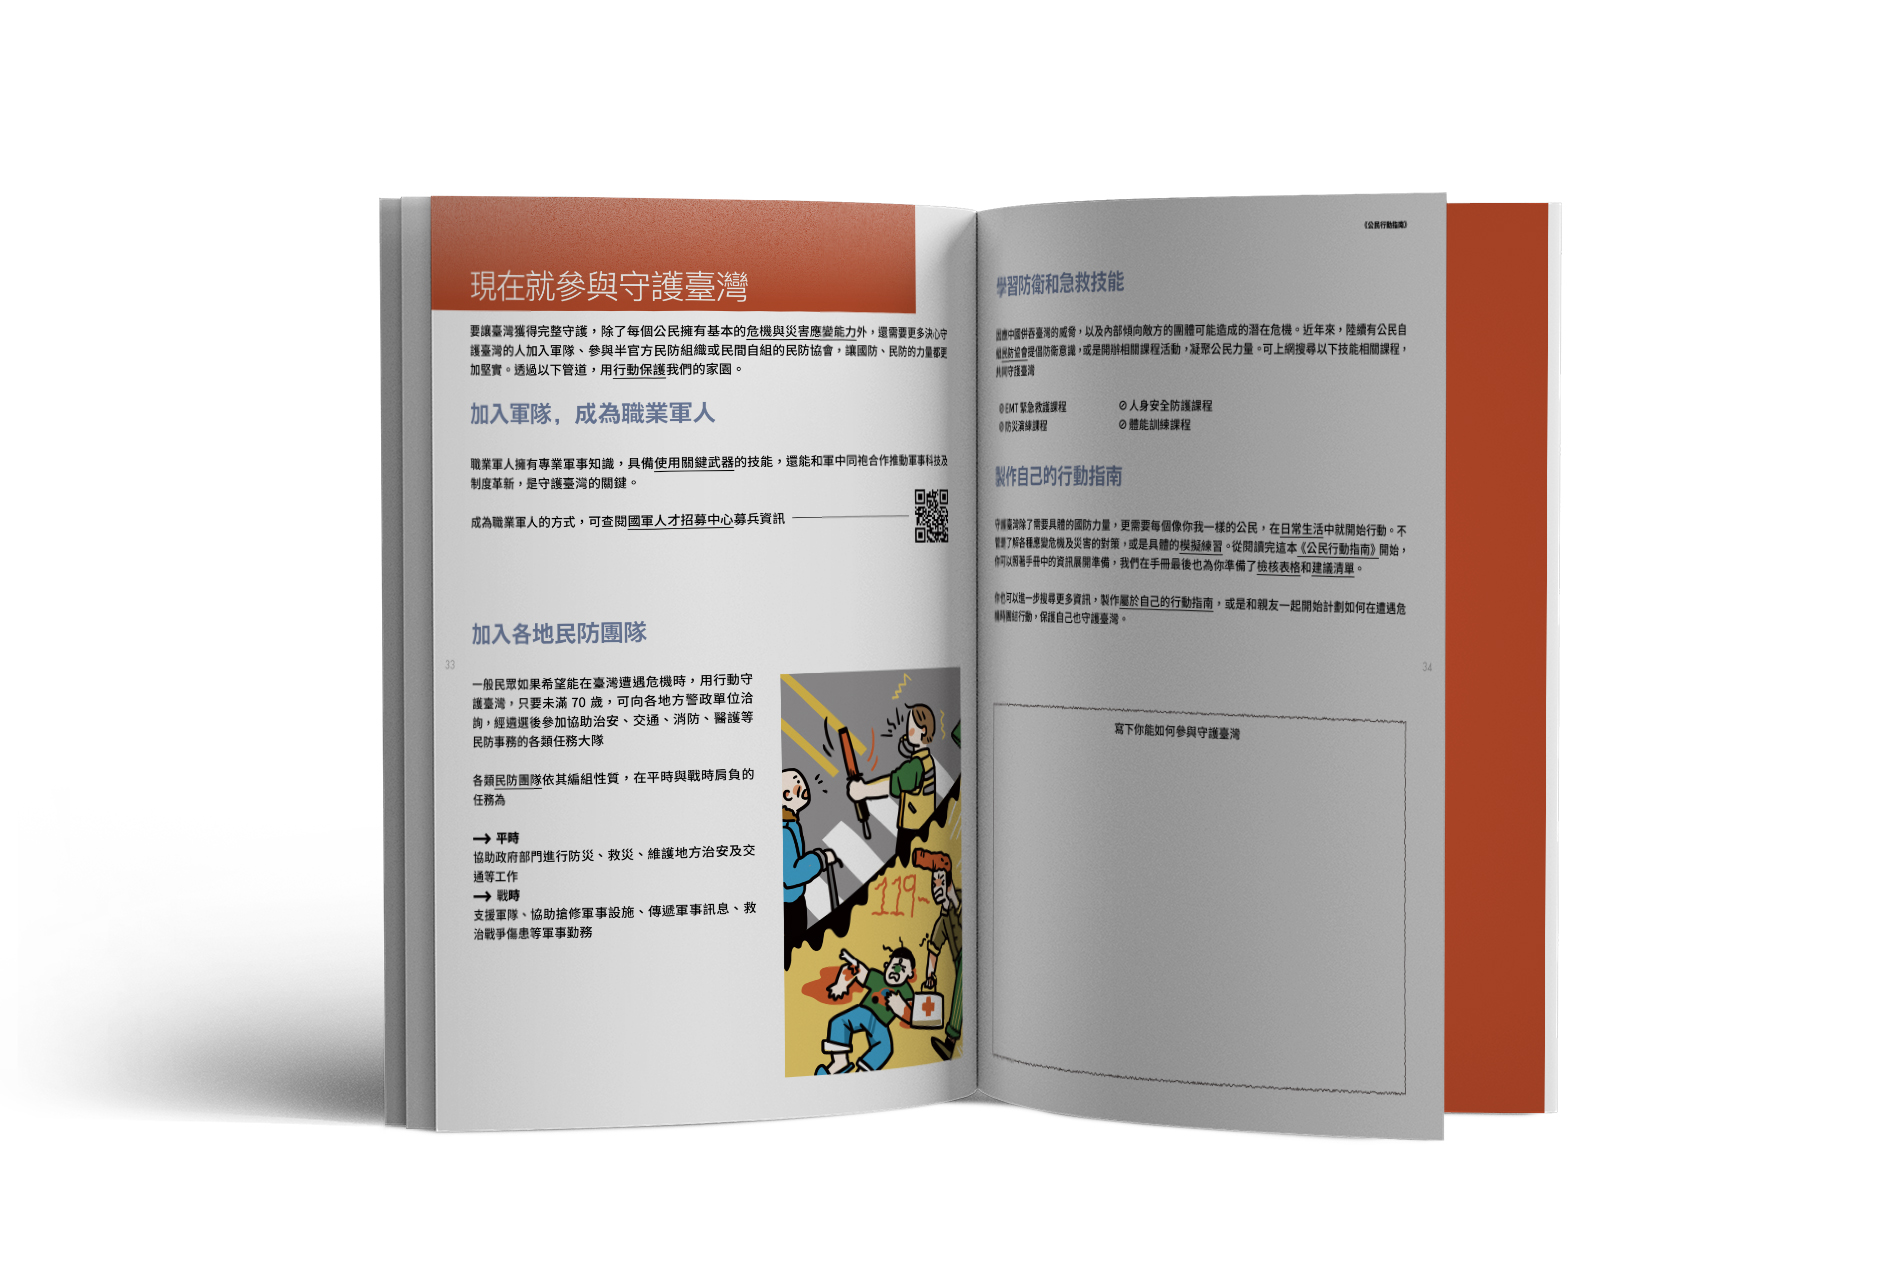 現在就參與守護臺灣
要讓臺灣獲得完整守護，除了每個公民擁有基本的危機與災害應變能力外，還需要更多決心守
護臺灣的人加入軍隊、參與半官方民防組織或民間自組的民防協會，讓國防、民防的力量都更
加堅實。透過以下管道，用行動保護我們的家園。
加入軍隊，成為職業軍人
職業軍人擁有專業軍事知識，具備使用關鍵武器的技能，還能和軍中同袍合作推動軍事科技及
制度革新，是守護臺灣的關鍵。
成為職業軍人的方式，可查閱國軍人才招募中心募兵資訊
加入各地民防團隊
33
一般民眾如果希望能在臺灣遭遇危機時，用行動守
護臺灣，只要未滿 70 歲，可向各地方警政單位洽
詢，經遴選後參加協助治安、交通、消防、醫護等
民防事務的各類任務大隊
各類民防團隊依其編組性質，在平時與戰時肩負的
任務為
→ 平時
協助政府部門進行防災、救災、維護地方治安及交
通等工作
→ 戰時
支援軍隊、協助搶修軍事設施、傳遞軍事訊息、救
治戰爭傷患等軍事勤務
119
《公民行動指南》
學習防衛和急救技能
因應中國併吞臺灣的威脅，以及內部傾向敵方的團體可能造成的潛在危機。近年來，陸續有公民自
組民防協會提倡防衛意識，或是開辦相關課程活動，凝聚公民力量。可上網搜尋以下技能相關課程，
共同守護臺灣
EMT 緊急救護課程
人身安全防護課程
防災演練課程
體能訓練課程
製作自己的行動指南
守護臺灣除了需要具體的國防力量，更需要每個像你我一樣的公民，在日常生活中就開始行動。不
管是了解各種應變危機及災害的對策，或是具體的模擬練習。從閱讀完這本《公民行動指南》開始，
你可以照著手冊中的資訊展開準備，我們在手冊最後也為你準備了檢核表格和建議清單。
你也可以進一步搜尋更多資訊，製作屬於自己的行動指南，或是和親友一起開始計劃如何在遭遇危
機時團結行動，保護自己也守護臺灣。
34
寫下你能如何參與守護臺灣